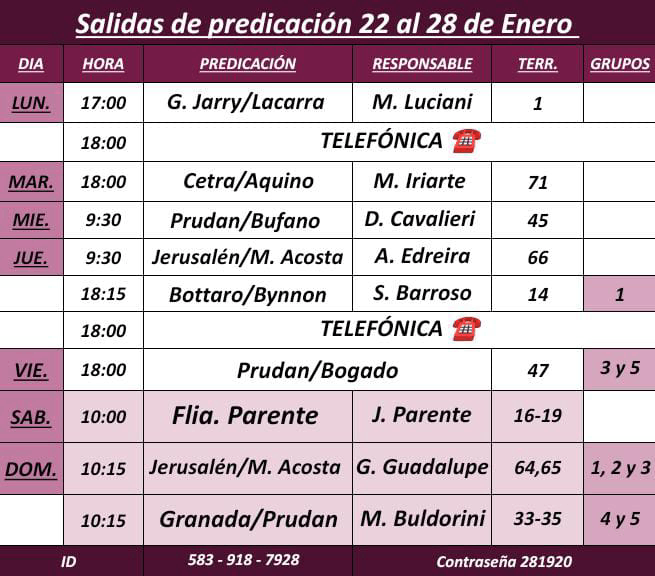 Salidas de predicación 22 al 28 de Enero
DIA HORA PREDICACIÓN RESPONSABLE TERR. GRUPOS
LUN. 17:00 G. Jarry/Lacarra M. Luciani 1
18:00 TELEFÓNICA ☎️
MAR. 18:00 Cetra/Aquino M. Iriarte 71
MIE. 9:30 Prudan/Bufano D. Cavalieri 45
JUE. 9:30 Jerusalén/M. Acosta A. Edreira 66
18:15 Bottaro/Bynnon S. Barroso 14 1
18:00 TELEFÓNICA ☎️
VIE. 18:00 Prudan/Bogado 47 3 y 5
SAB. 10:00 Flia. Parente J. Parente 16-19
DOM. 10:15 Jerusalén/M. Acosta G. Guadalupe 64,65 1, 2 y 3
10:15 Granada/Prudan M. Buldorini 33-35 4 y 5
ID 583 - 918 - 7928 Contraseña 281920